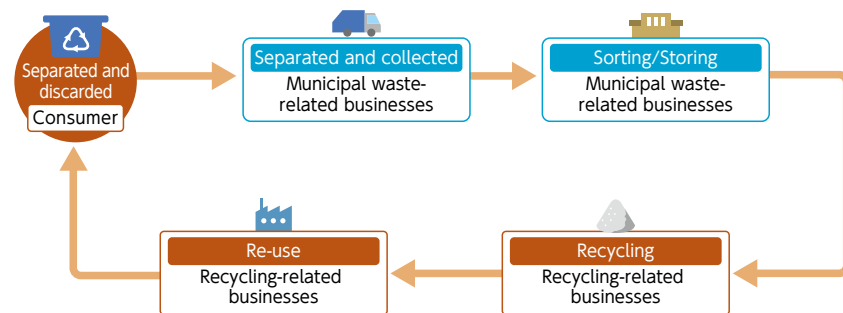 Separated and
discarded
Consumer
Separated and collected
Municipal waste-
related businesses
Sorting/Storing
Municipal waste-
related businesses
Recycling
Recycling-related
businesses
Re-use
Recycling-related
businesses